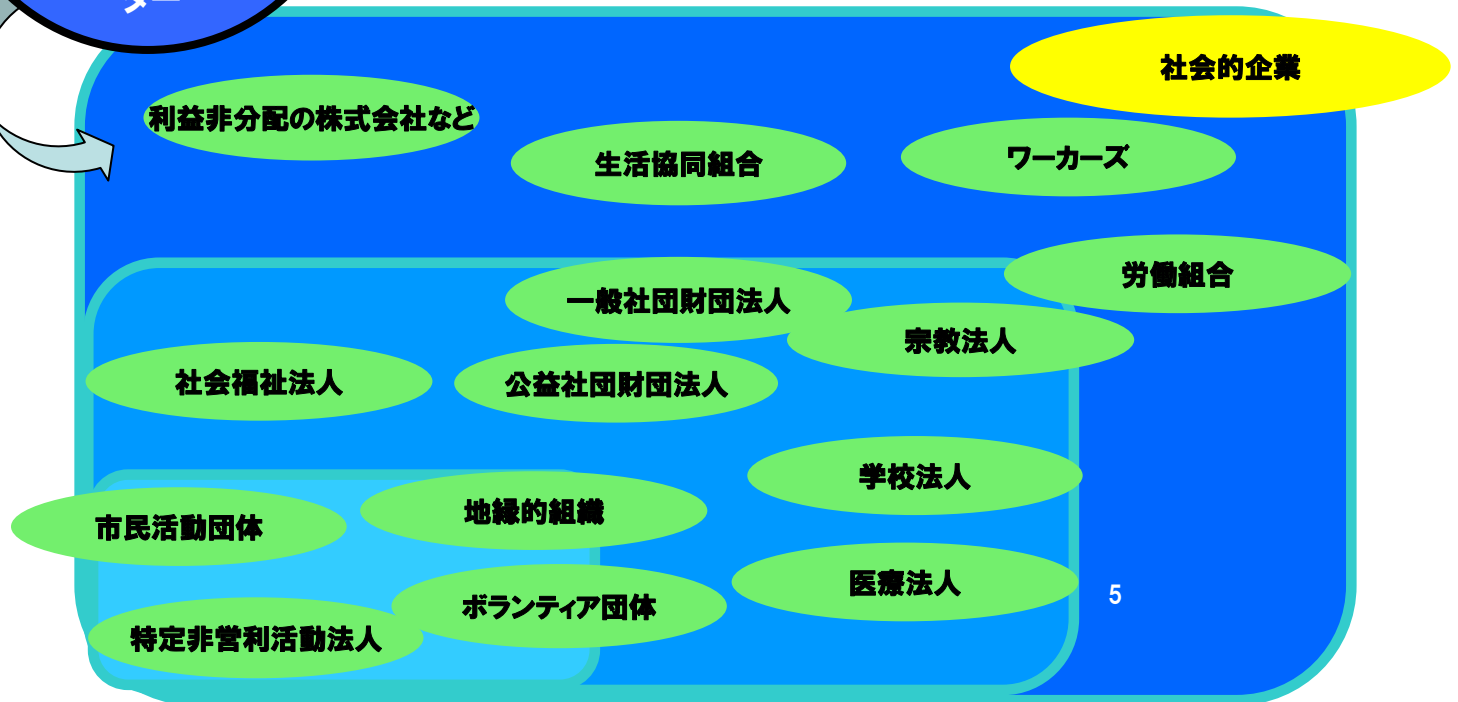 ター
社会的企業
利益非分配の株式会社など
生活協同組合
ワーカーズ
労働組合
一般社団財団法人
宗教法人
社会福祉法人
公益社団財団法人
学校法人
地縁的組織
市民活動団体
医療法人
5
ボランティア団体
特定非営利活動法人